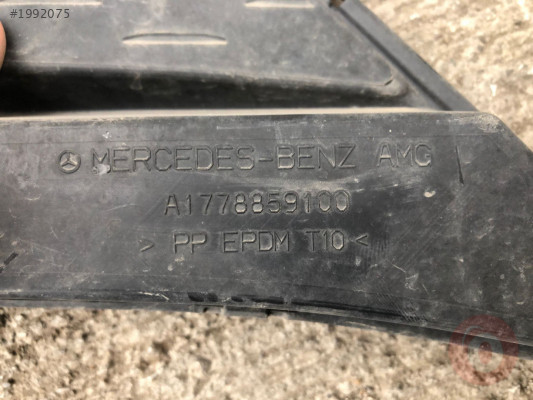 #1992075
MERCEDES-BENZ AMG
A1778859100
> PP EPDM T10 <